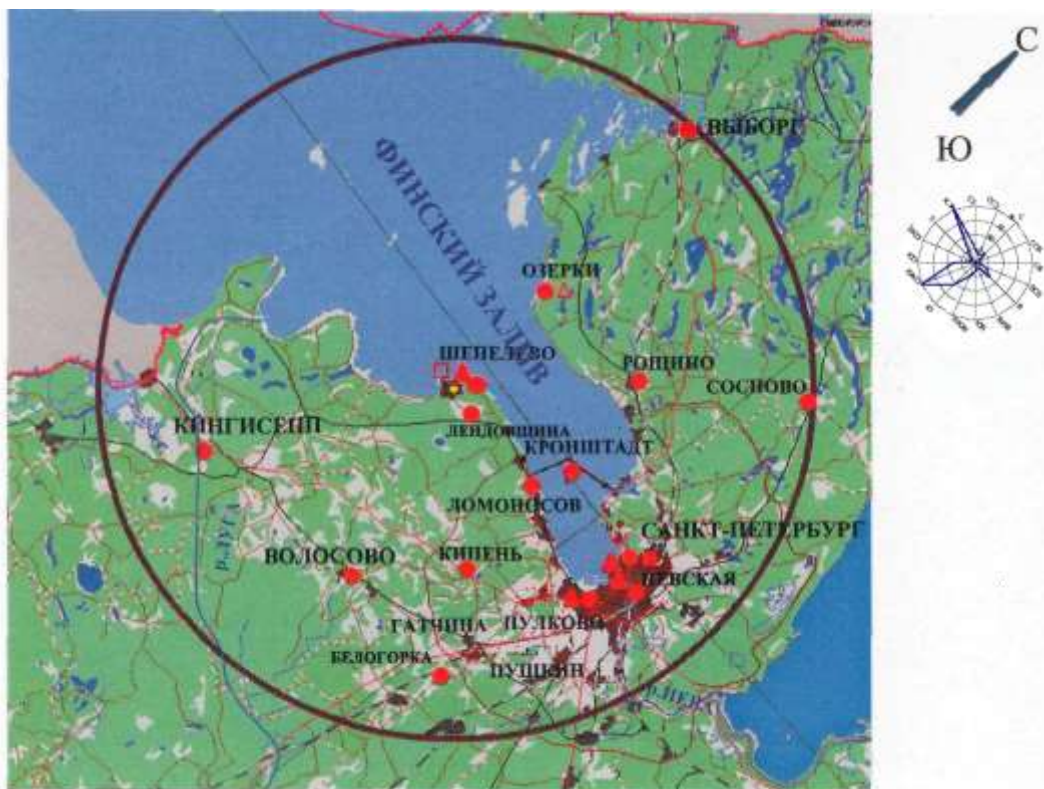 С
ВЫБОРГ
Ю
ФИНСКИЙ ЗАЛИВ
ОЗЕРКИ
ШЕПЕЛЕВО
РОЩИНО
СОСНОВО
ЛЕНДОВЩИНА
КИНГИСЕПП
КРОНШТАДТ
ЛОМОНОСОВ
р.ЛУГА
САНКТ-ПЕТЕРБУРГ
ВОЛОСОВО
КИПЕНЬ
НЕВСКАЯ
ГАТЧИНА
ПУЛКОВО
БЕЛОГОРКА
ПУШКИН
р.НЕВА